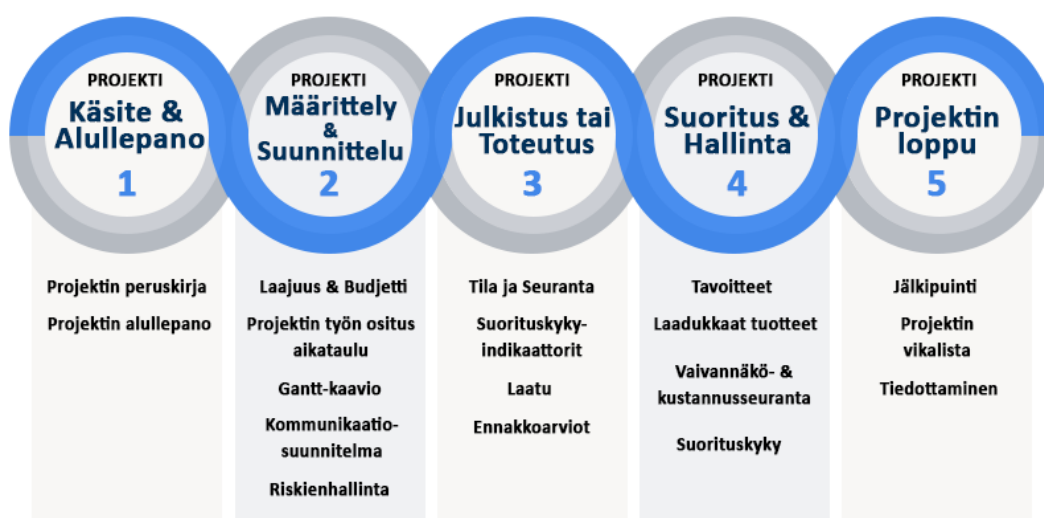 PROJEKTI
Käsite &
Alullepano
1
Projektin peruskirja
Projektin alullepano
PROJEKTI
Määrittely
&
Suunnittelu
2
Laajuus & Budjetti
Projektin työn ositus
aikataulu
Gantt-kaavio
Kommunikaatio-
suunnitelma
Riskienhallinta
PROJEKTI
Julkistus tai
Toteutus
3
Tila ja Seuranta
Suorituskyky-
indikaattorit
Laatu
Ennakkoarviot
PROJEKTI
Suoritus &
Hallinta
4
Tavoitteet
Laadukkaat tuotteet
Vaivannäkö- &
kustannusseuranta
Suorituskyky
PROJEKTI
Projektin
loppu
5
Jälkipuinti
Projektin
vikalista
Tiedottaminen